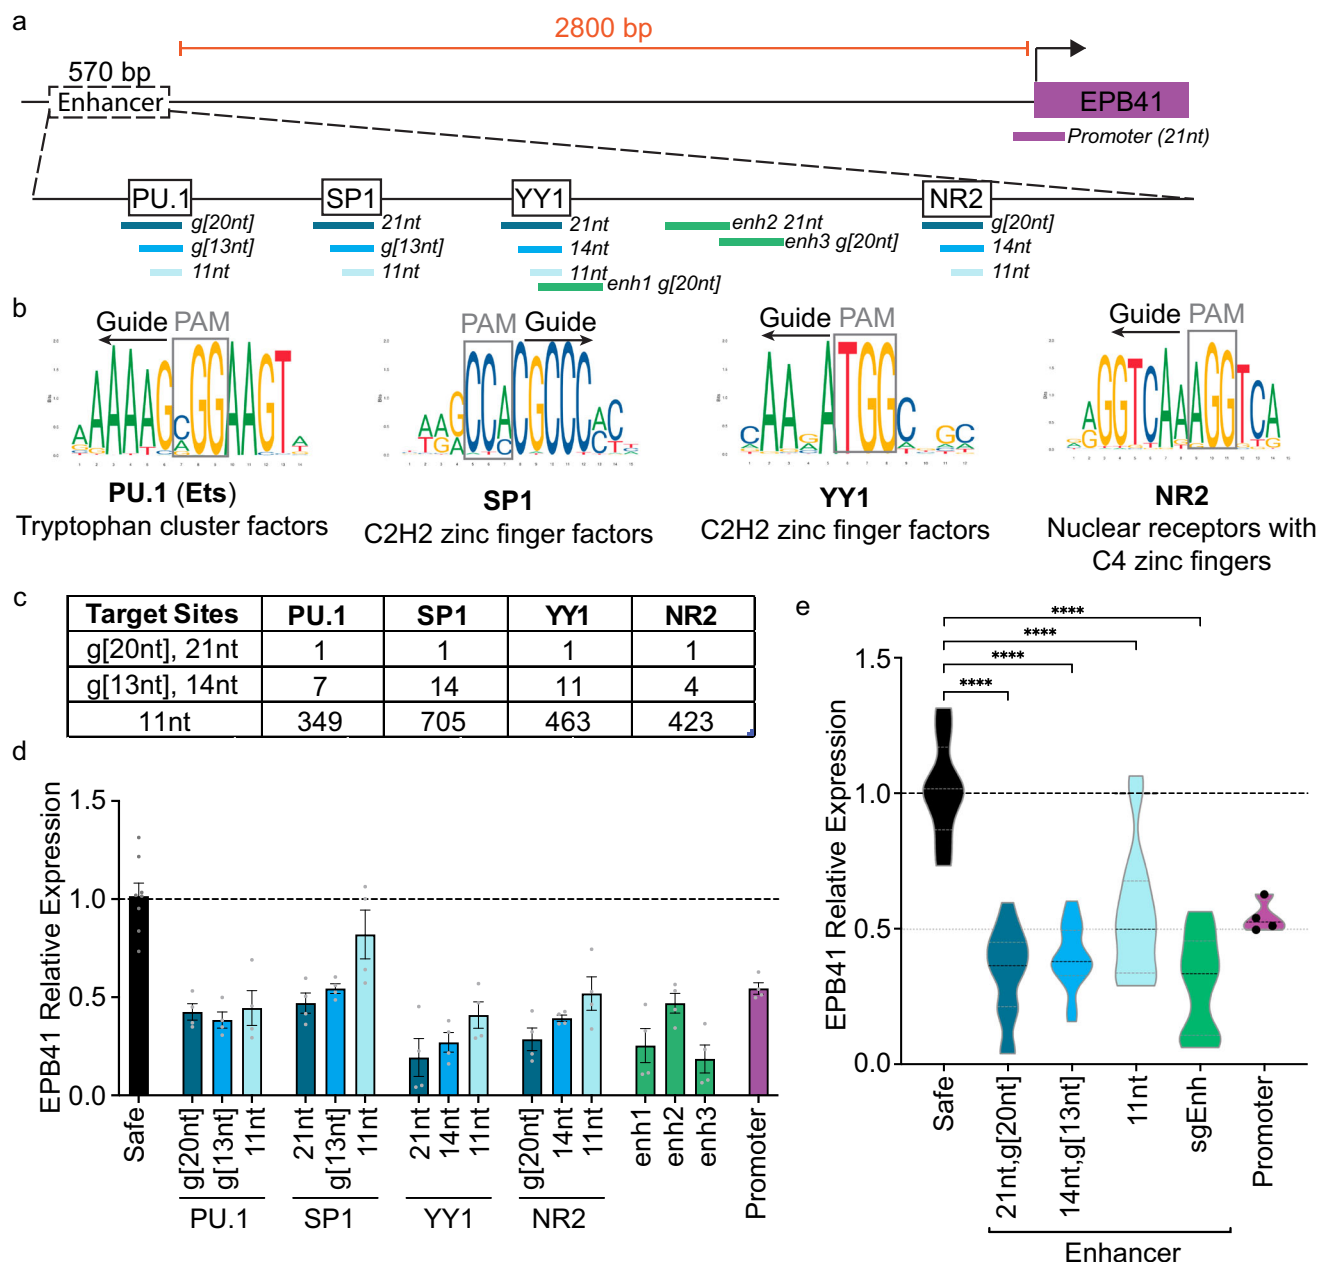 a
2800 bp
570 bp
Enhancer
EPB41
Promoter (21nt)
PU.1 SP1 YY1 NR2
g[20nt] 21nt 21nt enh2 21nt g[20nt]
g[13nt] g[13nt] 14nt enh3 g[20nt] 14nt
11nt 11nt 11nt 11nt
enh1 g[20nt]
b
Guide PAM PAM Guide Guide PAM Guide PAM
PU.1 (Ets) SP1 YY1 NR2
Tryptophan cluster factors C2H2 zinc finger factors C2H2 zinc finger factors Nuclear receptors with
C4 zinc fingers
c
Target Sites PU.1 SP1 YY1 NR2
g[20nt], 21nt 1 1 1 1
g[13nt], 14nt 7 14 11 4
11nt 349 705 463 423
d
EPB41 Relative Expression
1.5
1.0
0.5
0.0
Safe g[20nt] g[13nt] 11nt 21nt g[13nt] 11nt 21nt 14nt 11nt g[20nt] 14nt 11nt enh1 enh2 enh3 Promoter
PU.1 SP1 YY1 NR2
e
****
****
****
****
EPB41 Relative Expression
1.5
1.0
0.5
0.0
Safe 21nt,g[20nt] 14nt,g[13nt] 11nt sgEnh Promoter
Enhancer